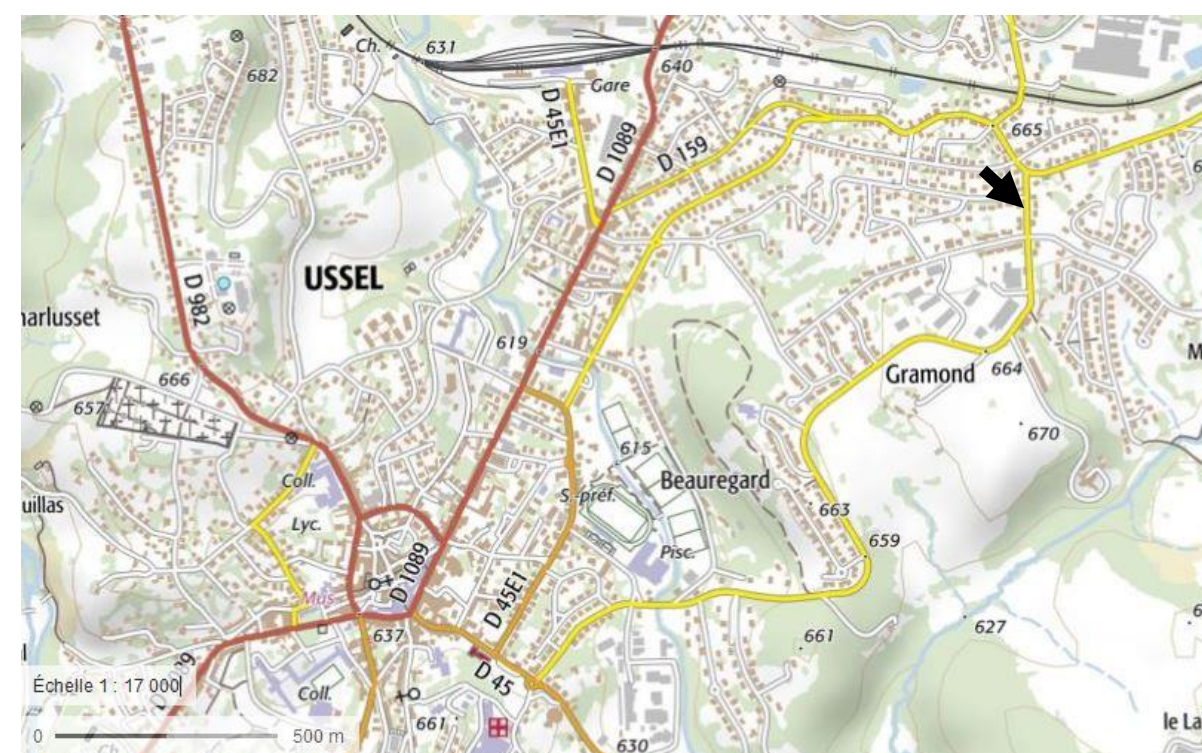 Ch.
631
640
Gare
682
D 45E1
D 1089
D 159
665
USSEL
D 982
harlusset
619
666
657
Gramond
664
670
615
Beauregard
Coll.
S.-préf.
uillas
Lyc.
663
Pisc.
659
D 1089
Mus.
D 45E1
637
661
627
D 45
Échelle 1 : 17 000
Coll.
0
500 m
661
630
le La
Ch